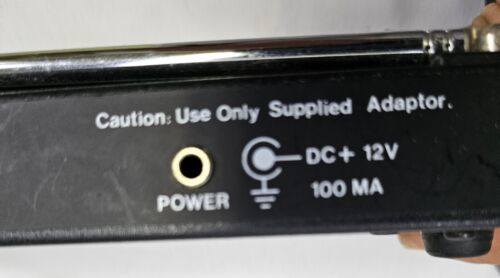 Caution: Use Only Supplied Adaptor.
DC+ 12V
POWER 100 MA